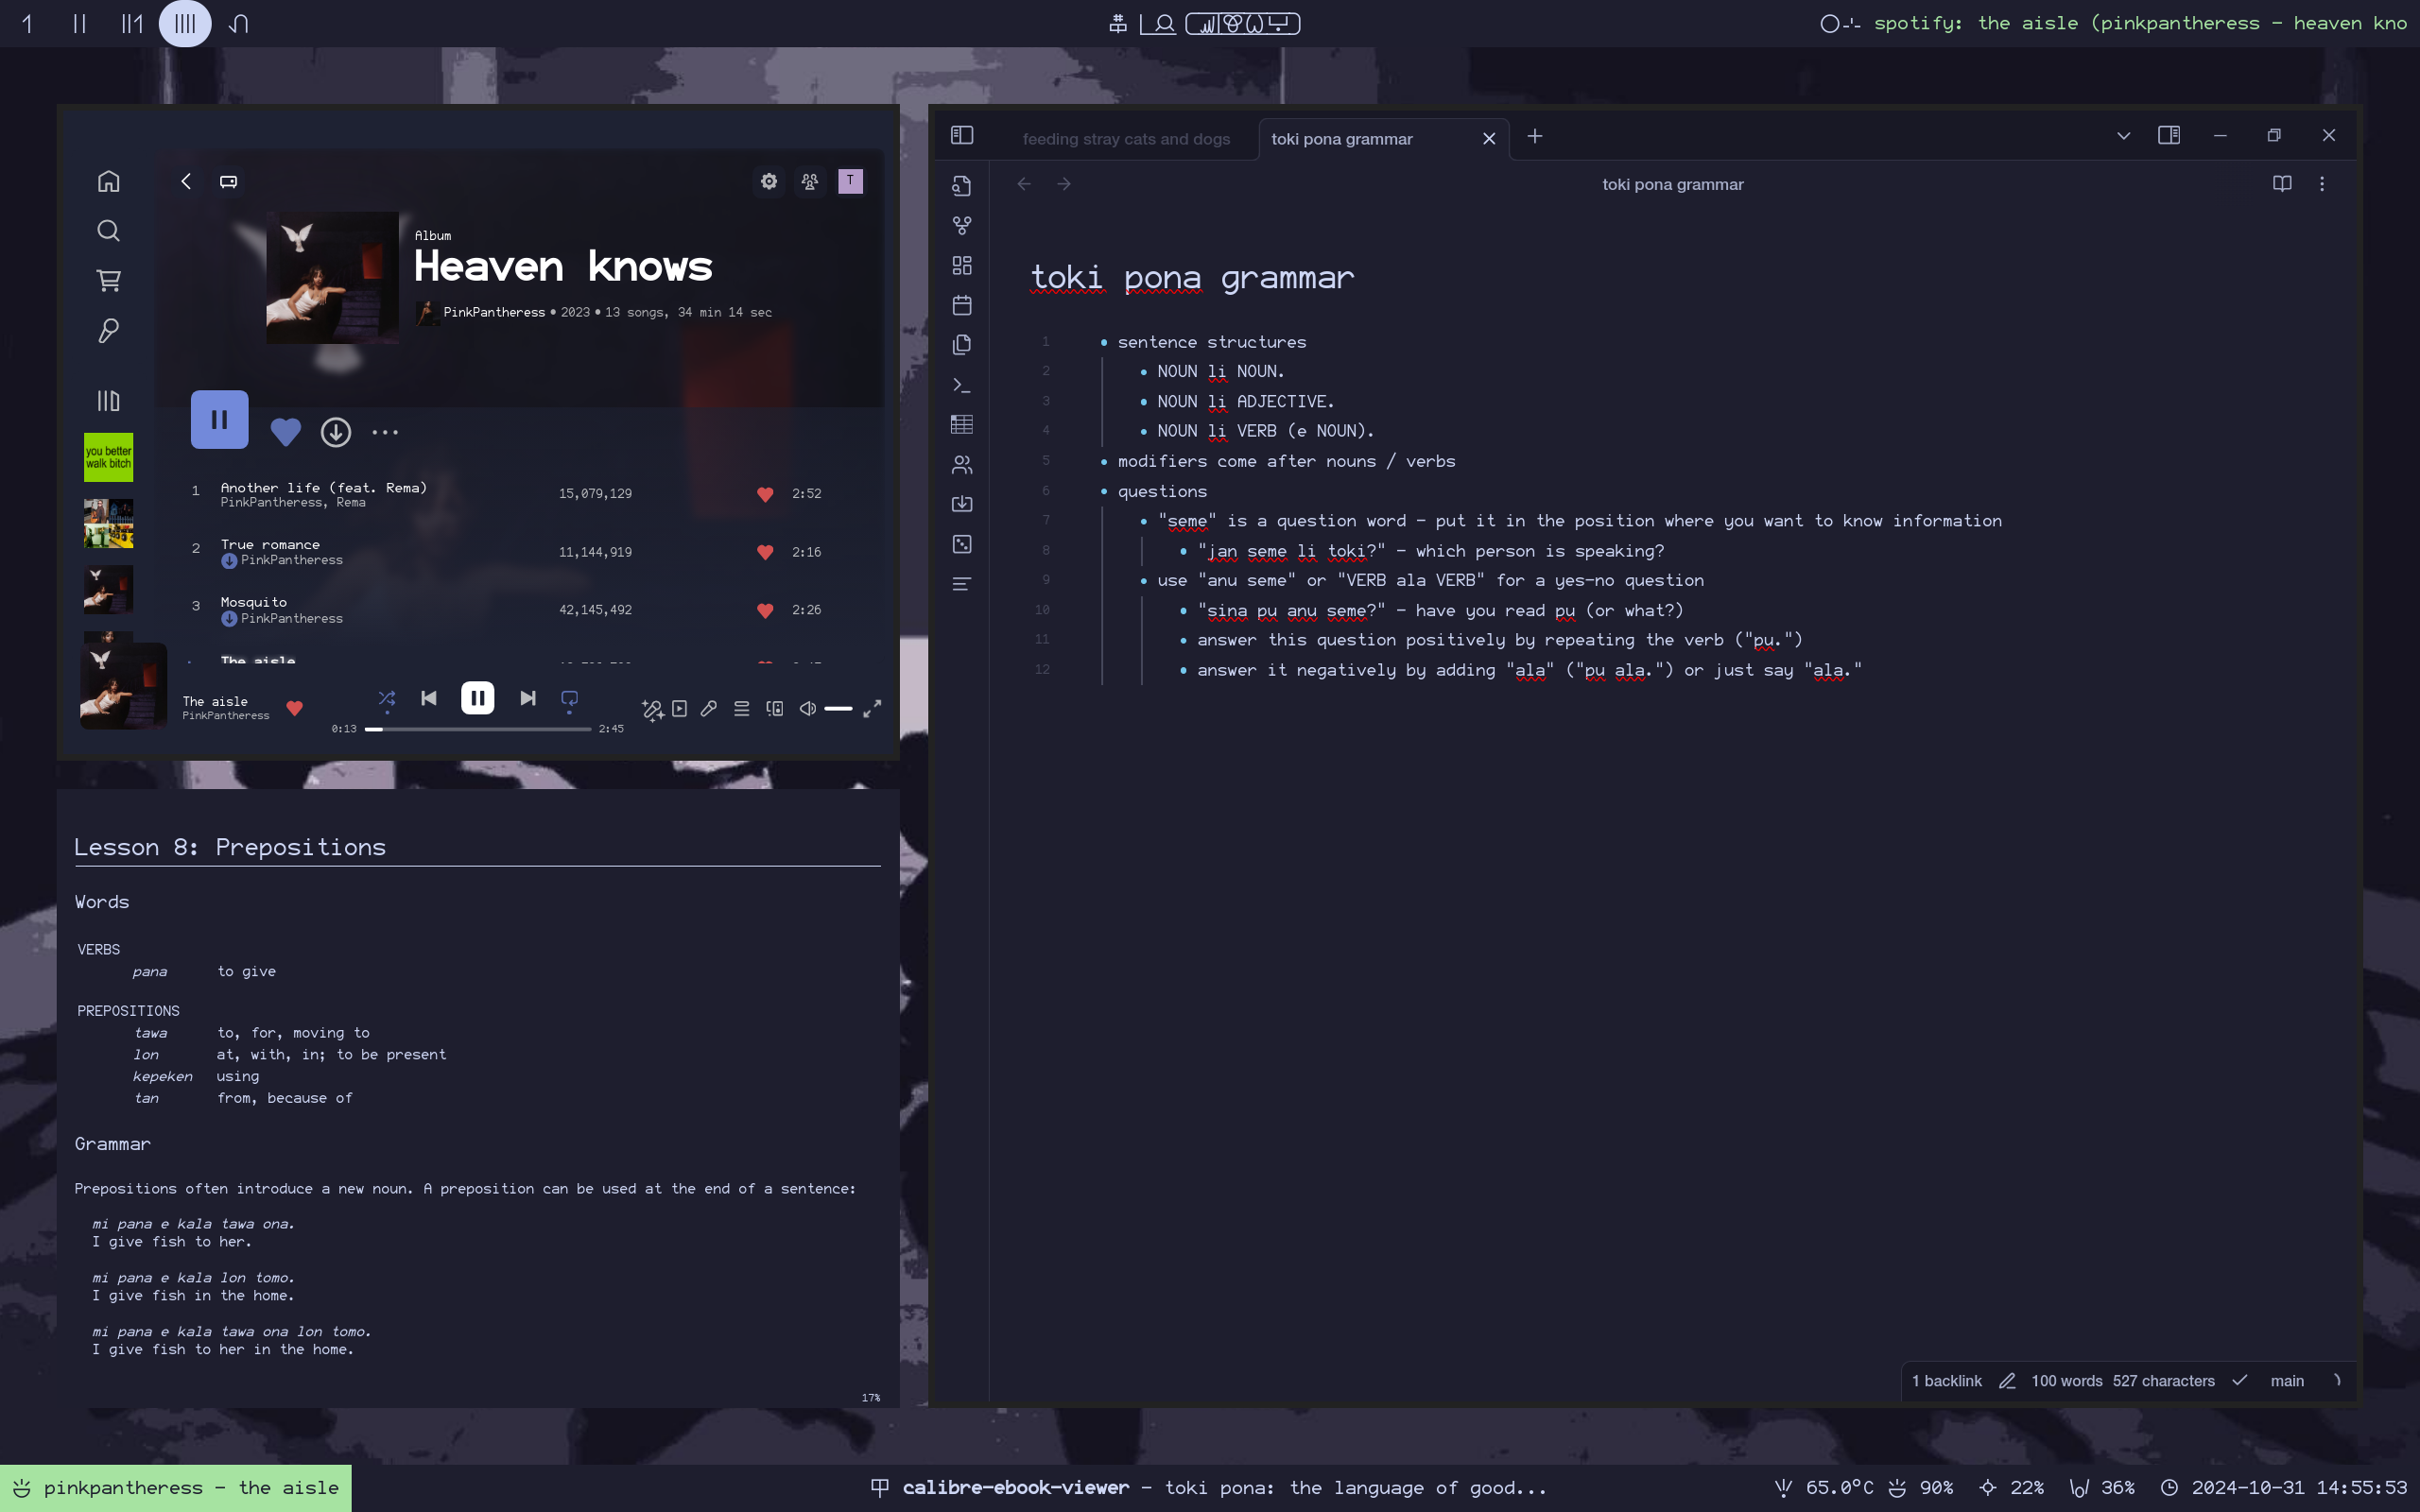 spotify: the aisle (pinkpantheress - heaven kno
T
Album
Heaven knows
PinkPantheress • 2023 • 13 songs, 34 min 14 sec
you better
walk bitch
1 Another life (feat. Rema) 15,079,129 2:52
PinkPantheress, Rema
2 True romance 11,144,919 2:16
PinkPantheress
3 Mosquito 42,145,492 2:26
PinkPantheress
The aisle
The aisle
PinkPantheress
0:13 2:45
Lesson 8: Prepositions
Words
VERBS
pana to give
PREPOSITIONS
tawa to, for, moving to
lon at, with, in; to be present
kepeken using
tan from, because of
Grammar
Prepositions often introduce a new noun. A preposition can be used at the end of a sentence:
mi pana e kala tawa ona.
I give fish to her.
mi pana e kala lon tomo.
I give fish in the home.
mi pana e kala tawa ona lon tomo.
I give fish to her in the home.
17%
feeding stray cats and dogs
toki pona grammar
toki pona grammar
toki pona grammar
1 • sentence structures
2 • NOUN li NOUN.
3 • NOUN li ADJECTIVE.
4 • NOUN li VERB (e NOUN).
5 • modifiers come after nouns / verbs
6 • questions
7 • "seme" is a question word - put it in the position where you want to know information
8 • "jan seme li toki?" - which person is speaking?
9 • use "anu seme" or "VERB ala VERB" for a yes-no question
10 • "sina pu anu seme?" - have you read pu (or what?)
11 • answer this question positively by repeating the verb ("pu.")
12 • answer it negatively by adding "ala" ("pu ala.") or just say "ala."
1 backlink 100 words 527 characters main
pinkpantheress - the aisle
calibre-ebook-viewer - toki pona: the language of good...
65.0°C 90% 22% 36% 2024-10-31 14:55:53